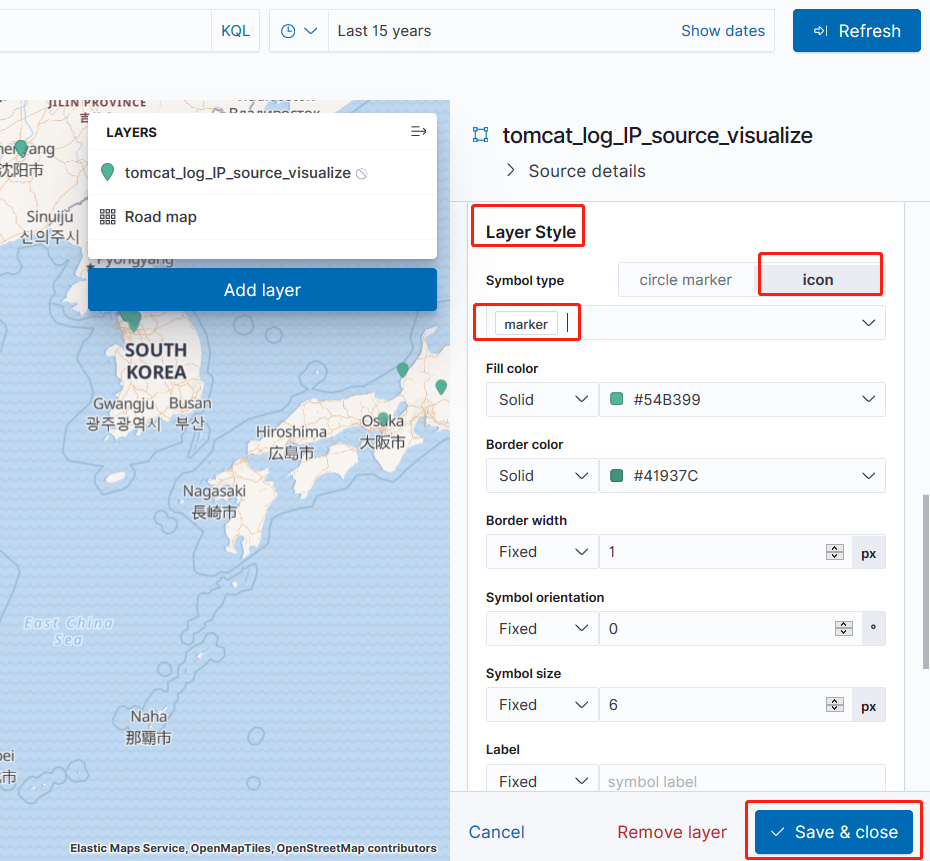 KQL
Last 15 years
Show dates
Refresh
JILIN PROVINCE
吉
Владивосток
LAYERS
tomcat_log_IP_source_visualize
Road map
Add layer
沈阳市
Sinuiju
신의주시
Pyongyang
SOUTH
KOREA
Gwangju
광주광역시
Busan
부산
Hiroshima
広島市
Osaka
大阪市
Nagasaki
長崎市
East China
Sea
Naha
那覇市
pei
市
Elastic Maps Service, OpenMapTiles, OpenStreetMap contributors
tomcat_log_IP_source_visualize
Source details
Layer Style
Symbol type
circle marker
icon
marker
Fill color
Solid
#54B399
Border color
Solid
#41937C
Border width
Fixed
1
px
Symbol orientation
Fixed
0
°
Symbol size
Fixed
6
px
Label
Fixed
symbol label
Cancel
Remove layer
Save & close